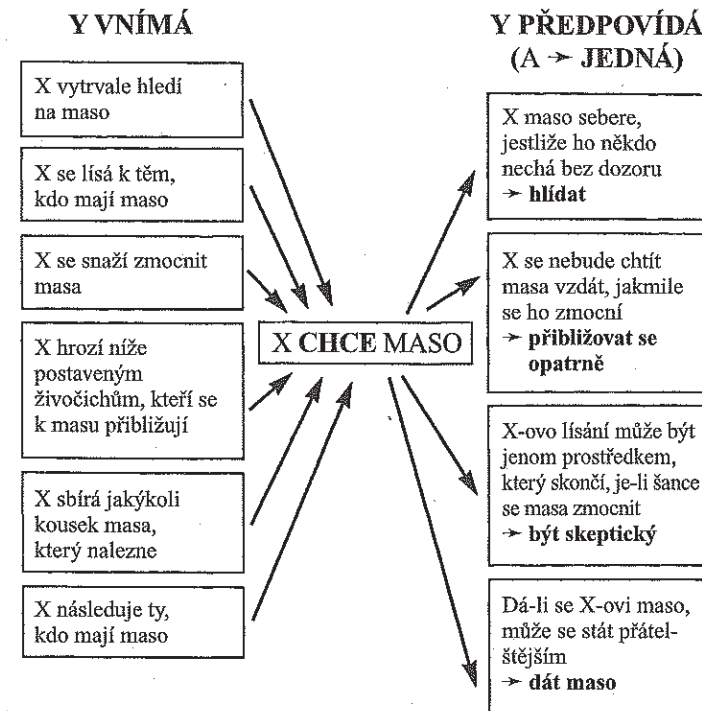 Y VNÍMÁ
X vytrvale hledí
na maso
X se lísá k těm,
kdo mají maso
X se snaží zmocnit
masa
X hrozí níže
postaveným
živočichům, kteří se
k masu přibližují
X sbírá jakýkoli
kousek masa,
který nalezne
X následuje ty,
kdo mají maso
X CHCE MASO
Y PŘEDPOVÍDÁ
(A → JEDNÁ)
X maso sebere,
jestliže ho někdo
nechá bez dozoru
→ hlídat
X se nebude chtít
masa vzdát, jakmile
se ho zmocní
→ přibližovat se
opatrně
X-ovo lísání může být
jenom prostředkem,
který skončí, je-li šance
se masa zmocnit
→ být skeptický
Dá-li se X-ovi maso,
může se stát přátel-
štějším
→ dát maso